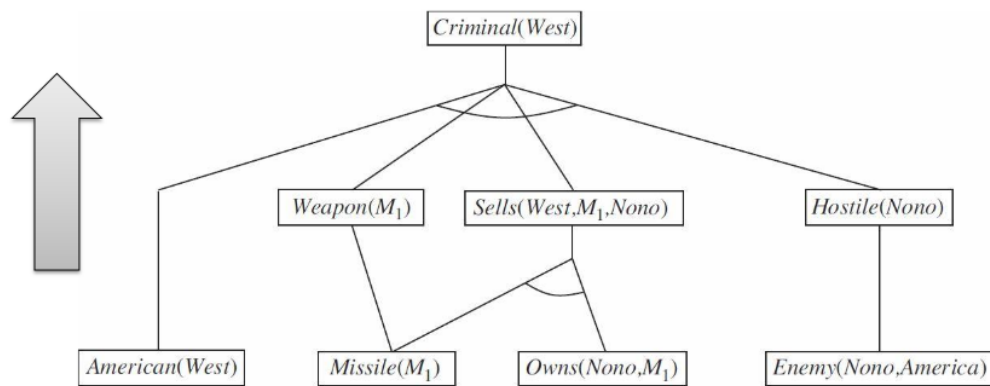 Criminal(West)
Weapon(M₁)
Sells(West,M₁,Nono)
Hostile(Nono)
American(West)
Missile(M₁)
Owns(Nono,M₁)
Enemy(Nono,America)